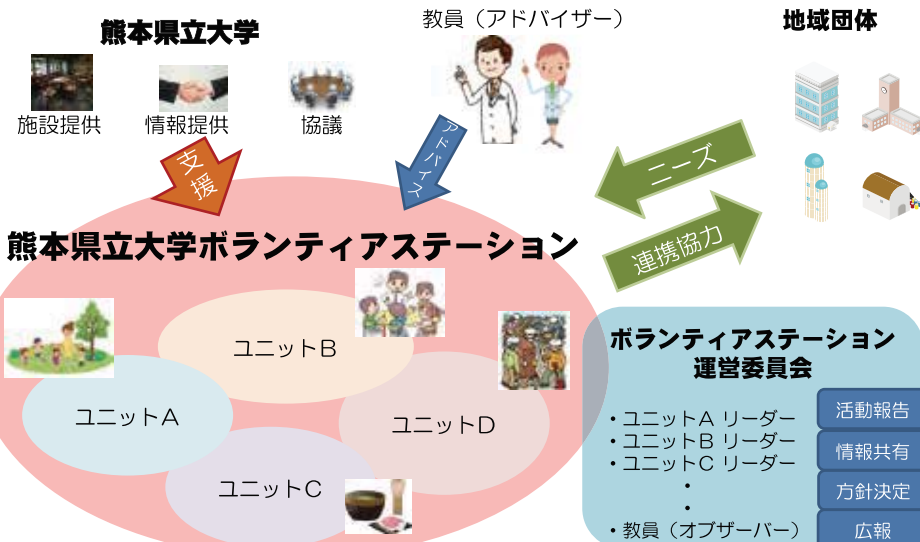 熊本県立大学
教員（アドバイザー）
地域団体
施設提供
情報提供
協議
支援
アドバイス
ニーズ
連携協力
熊本県立大学ボランティアステーション
ユニットB
ユニットA
ユニットD
ユニットC
ボランティアステーション
運営委員会
・ユニットA リーダー
・ユニットB リーダー
・ユニットC リーダー
・
・
・教員（オブザーバー）
活動報告
情報共有
方針決定
広報